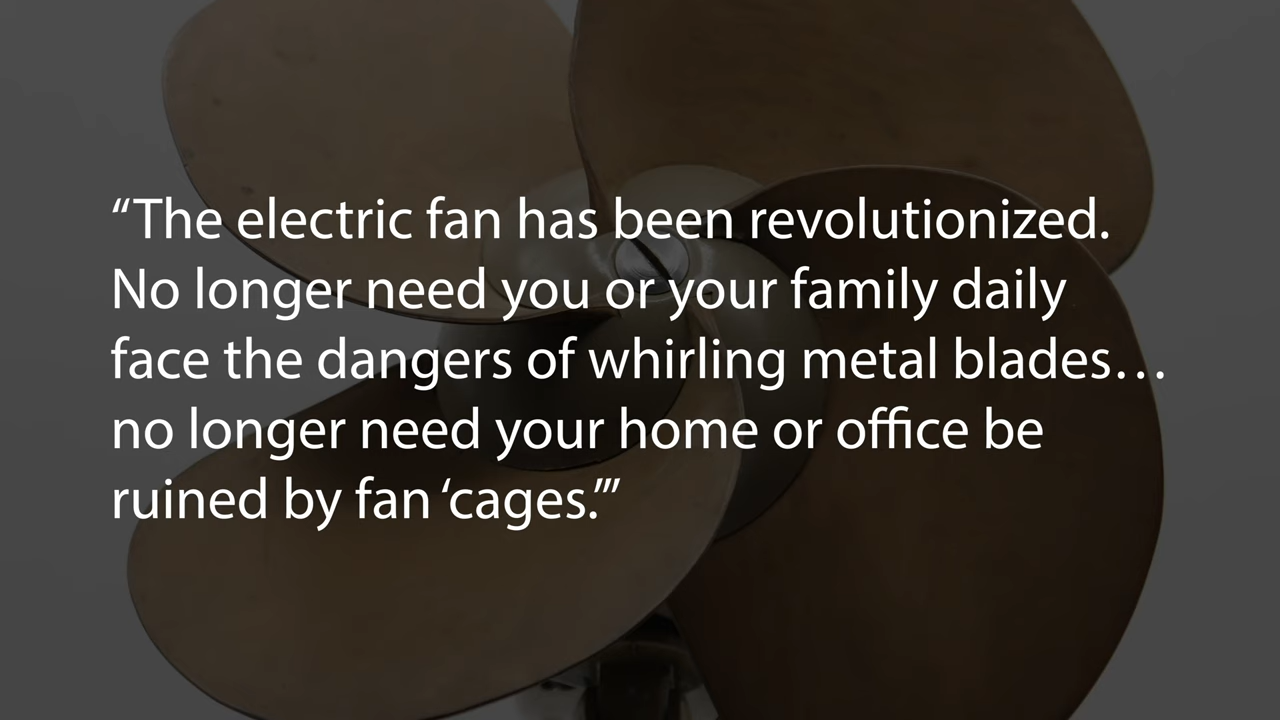 “The electric fan has been revolutionized.
No longer need you or your family daily
face the dangers of whirling metal blades…
no longer need your home or office be
ruined by fan ‘cages.’”